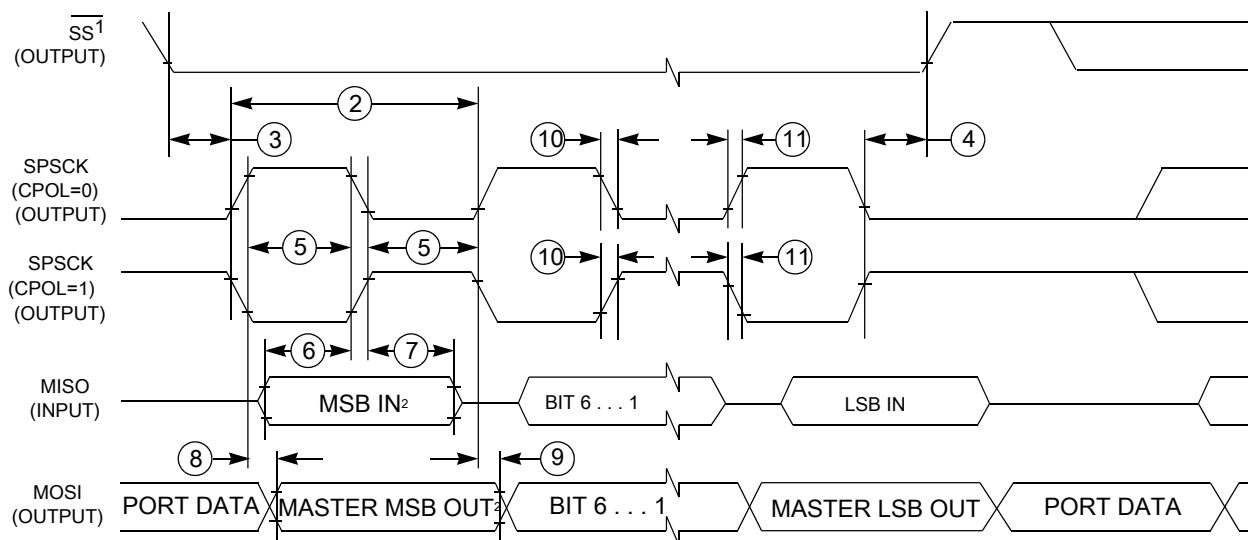 SS1
(OUTPUT)
2
3
10
11
4
SPSCK
(CPOL=0)
(OUTPUT)
5
5
SPSCK
(CPOL=1)
(OUTPUT)
10
11
6
7
MISO
(INPUT)
MSB IN2
BIT 6 . . . 1
LSB IN
8
9
MOSI
(OUTPUT)
PORT DATA
MASTER MSB OUT2
BIT 6 . . . 1
MASTER LSB OUT
PORT DATA